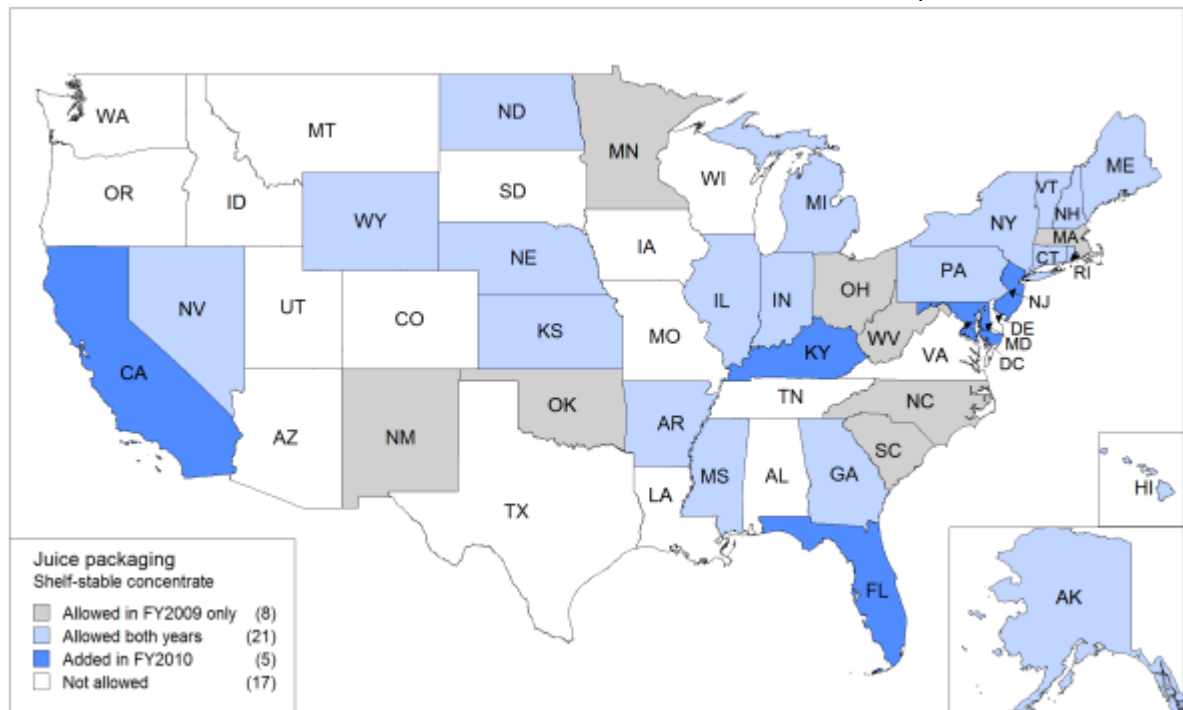 WA
MT
ND
MN
OR
ID
SD
WI
WY
MI
NY
VT
NH
ME
MA
CT
RI
IA
NE
PA
NJ
NV
UT
CO
IL
IN
OH
DE
MD
DC
CA
KS
MO
KY
WV
VA
AZ
NM
OK
AR
TN
NC
SC
MS
AL
GA
TX
LA
HI
FL
AK
Juice packaging
Shelf-stable concentrate
Allowed in FY2009 only (8)
Allowed both years (21)
Added in FY2010 (5)
Not allowed (17)